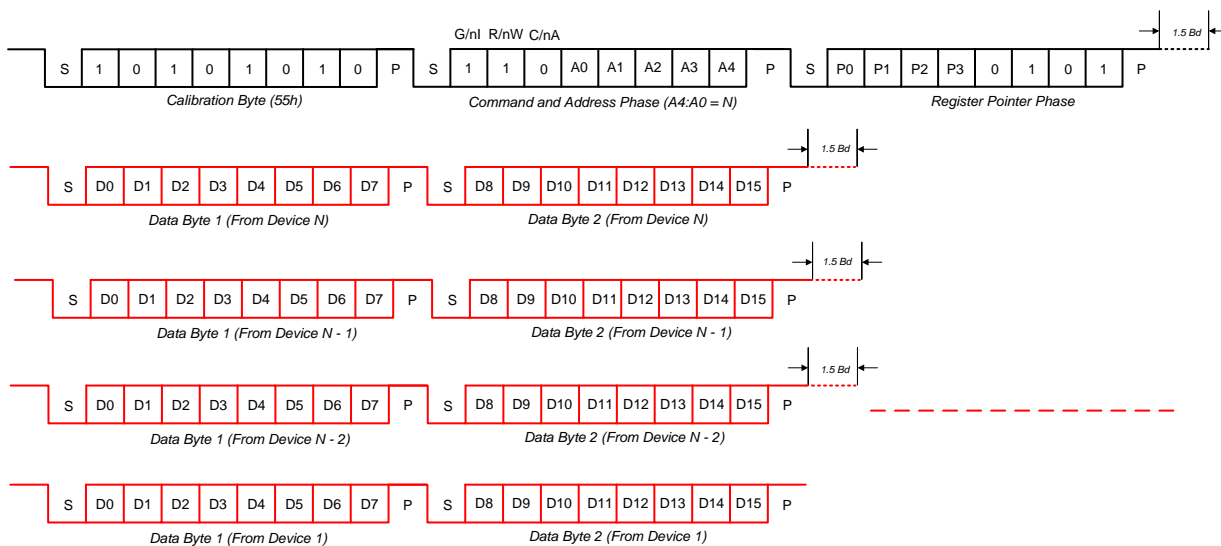 G/nI R/nW C/nA
1.5 Bd
S 1 0 1 0 1 0 1 0 P S 1 1 0 A0 A1 A2 A3 A4 P S P0 P1 P2 P3 0 1 0 1 P
Calibration Byte (55h) Command and Address Phase (A4:A0 = N) Register Pointer Phase
1.5 Bd
S D0 D1 D2 D3 D4 D5 D6 D7 P S D8 D9 D10 D11 D12 D13 D14 D15 P
Data Byte 1 (From Device N) Data Byte 2 (From Device N)
1.5 Bd
S D0 D1 D2 D3 D4 D5 D6 D7 P S D8 D9 D10 D11 D12 D13 D14 D15 P
Data Byte 1 (From Device N - 1) Data Byte 2 (From Device N - 1)
1.5 Bd
S D0 D1 D2 D3 D4 D5 D6 D7 P S D8 D9 D10 D11 D12 D13 D14 D15 P
Data Byte 1 (From Device N - 2) Data Byte 2 (From Device N - 2)
S D0 D1 D2 D3 D4 D5 D6 D7 P S D8 D9 D10 D11 D12 D13 D14 D15 P
Data Byte 1 (From Device 1) Data Byte 2 (From Device 1)